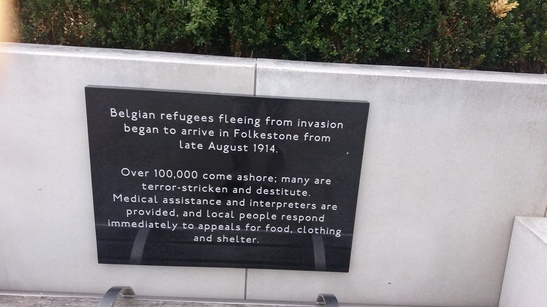 Belgian refugees fleeing from invasion
began to arrive in Folkestone from
late August 1914.
Over 100,000 come ashore; many are
terror-stricken and destitute.
Medical assistance and interpreters are
provided, and local people respond
immediately to appeals for food, clothing
and shelter.